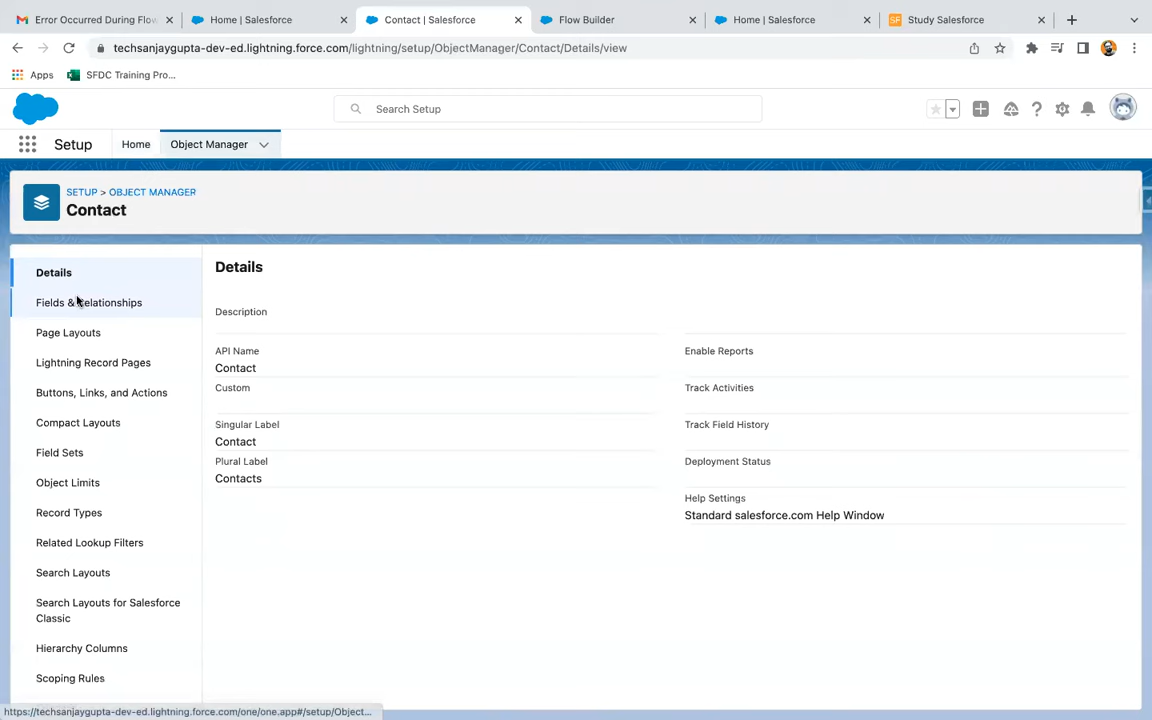 Error Occurred During Flow
Home | Salesforce
Contact | Salesforce
Flow Builder
Home | Salesforce
SF Study Salesforce
techsanjaygupta-dev-ed.lightning.force.com/lightning/setup/ObjectManager/Contact/Details/view
Apps
SFDC Training Pro...
Search Setup
Setup
Home
Object Manager
SETUP > OBJECT MANAGER
Contact
Details
Fields & Relationships
Page Layouts
Lightning Record Pages
Buttons, Links, and Actions
Compact Layouts
Field Sets
Object Limits
Record Types
Related Lookup Filters
Search Layouts
Search Layouts for Salesforce
Classic
Hierarchy Columns
Scoping Rules
Details
Description
API Name
Contact
Custom
Singular Label
Contact
Plural Label
Contacts
Enable Reports
Track Activities
Track Field History
Deployment Status
Help Settings
Standard salesforce.com Help Window
https://techsanjaygupta-dev-ed.lightning.force.com/one/one.app#/setup/Object...